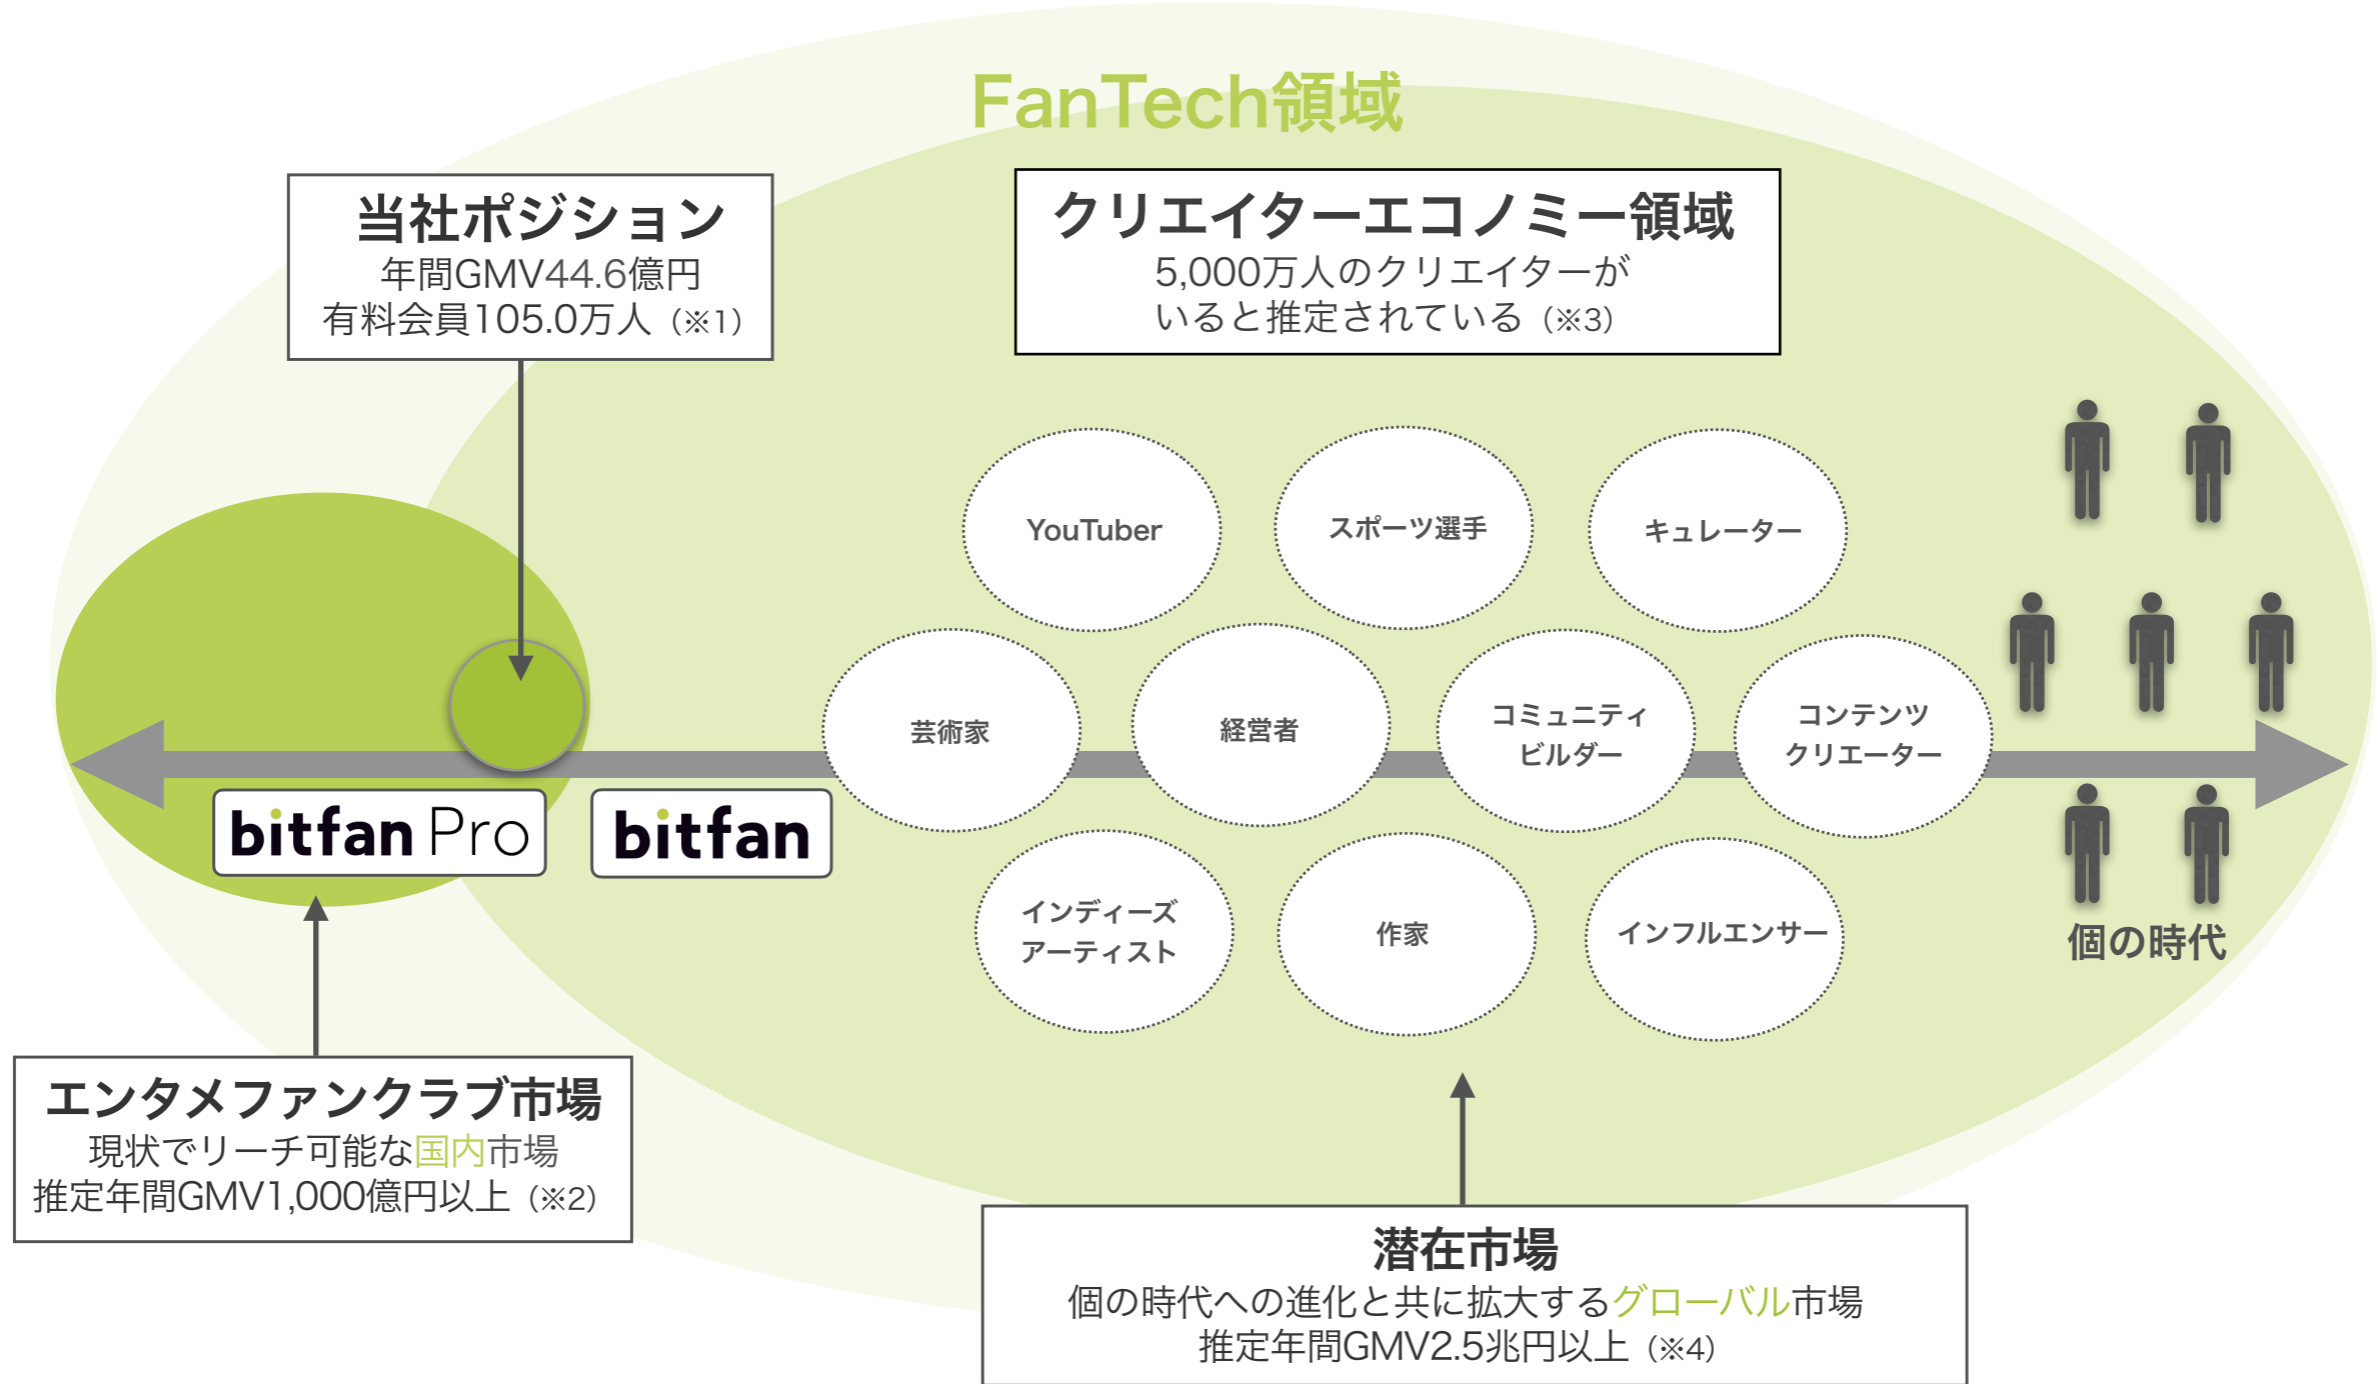 FanTech領域
当社ポジション
年間GMV44.6億円
有料会員105.0万人（※1）
クリエイターエコノミー領域
5,000万人のクリエイターが
いると推定されている（※3）
YouTuber
スポーツ選手
キュレーター
芸術家
経営者
コミュニティ
ビルダー
コンテンツ
クリエーター
bitfan Pro
bitfan
インディーズ
アーティスト
作家
インフルエンサー
個の時代
エンタメファンクラブ市場
現状でリーチ可能な国内市場
推定年間GMV1,000億円以上（※2）
潜在市場
個の時代への進化と共に拡大するグローバル市場
推定年間GMV2.5兆円以上（※4）